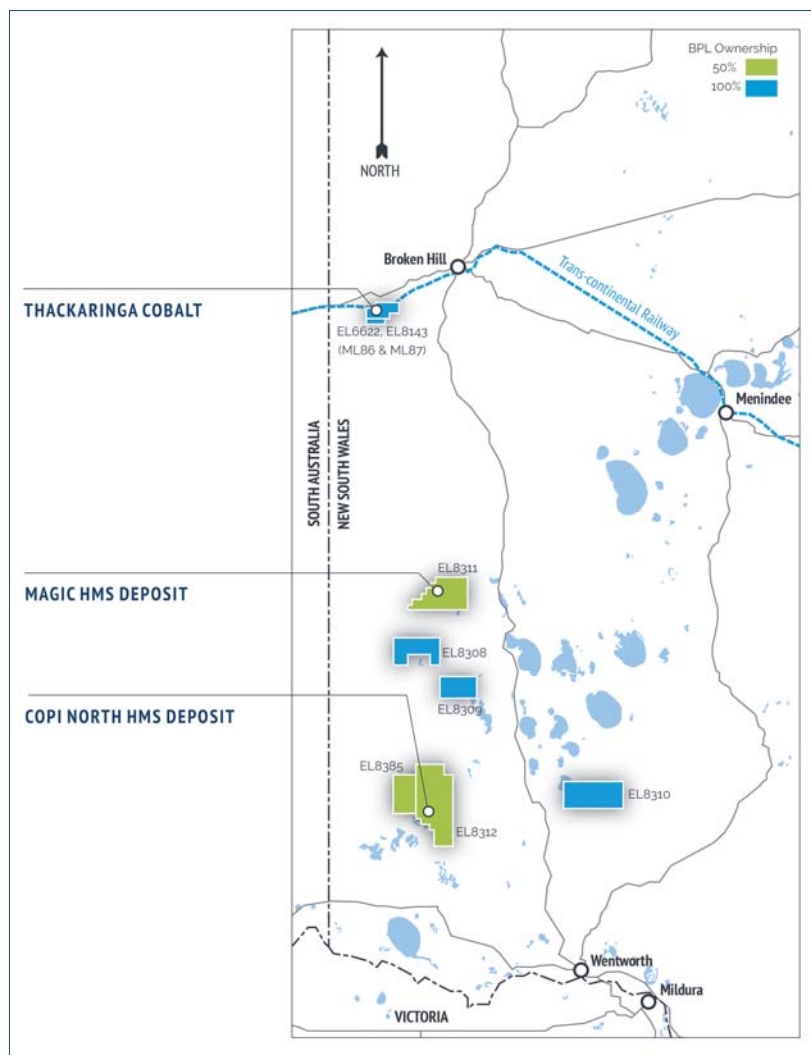 BPL Ownership
50%
100%
NORTH
Broken Hill
Trans-continental Railway
THACKARINGA COBALT
EL6622, EL8143
(ML86 & ML87)
Menindee
SOUTH AUSTRALIA
NEW SOUTH WALES
EL8311
MAGIC HMS DEPOSIT
EL8308
EL8309
COPI NORTH HMS DEPOSIT
EL8385
EL8310
EL8312
Wentworth
Mildura
VICTORIA